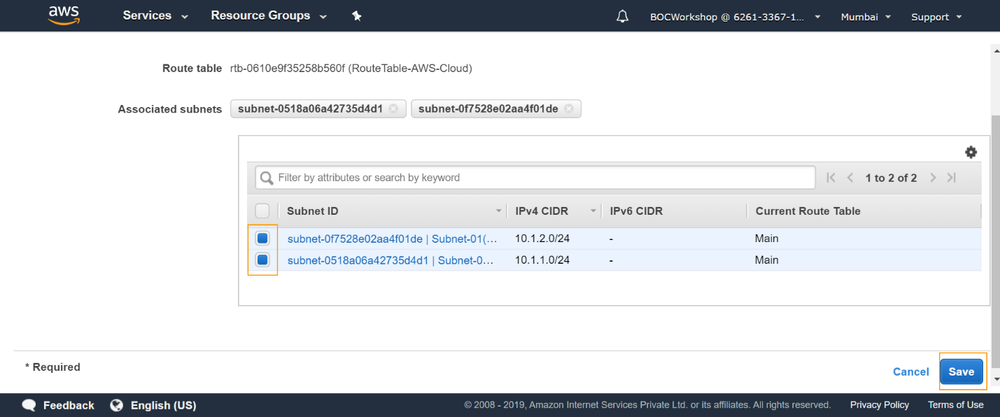 aws Services Resource Groups BOCWorkshop @ 6261-3367-1... Mumbai Support
Route table rtb-0610e9f35258b560f (RouteTable-AWS-Cloud)
Associated subnets subnet-0518a06a42735d4d1 subnet-0f7528e02aa4f01de
Filter by attributes or search by keyword 1 to 2 of 2
Subnet ID IPv4 CIDR IPv6 CIDR Current Route Table
subnet-0f7528e02aa4f01de | Subnet-01(... 10.1.2.0/24 - Main
subnet-0518a06a42735d4d1 | Subnet-0... 10.1.1.0/24 - Main
* Required
Cancel Save
Feedback English (US) © 2008 - 2019, Amazon Internet Services Private Ltd. or its affiliates. All rights reserved. Privacy Policy Terms of Use